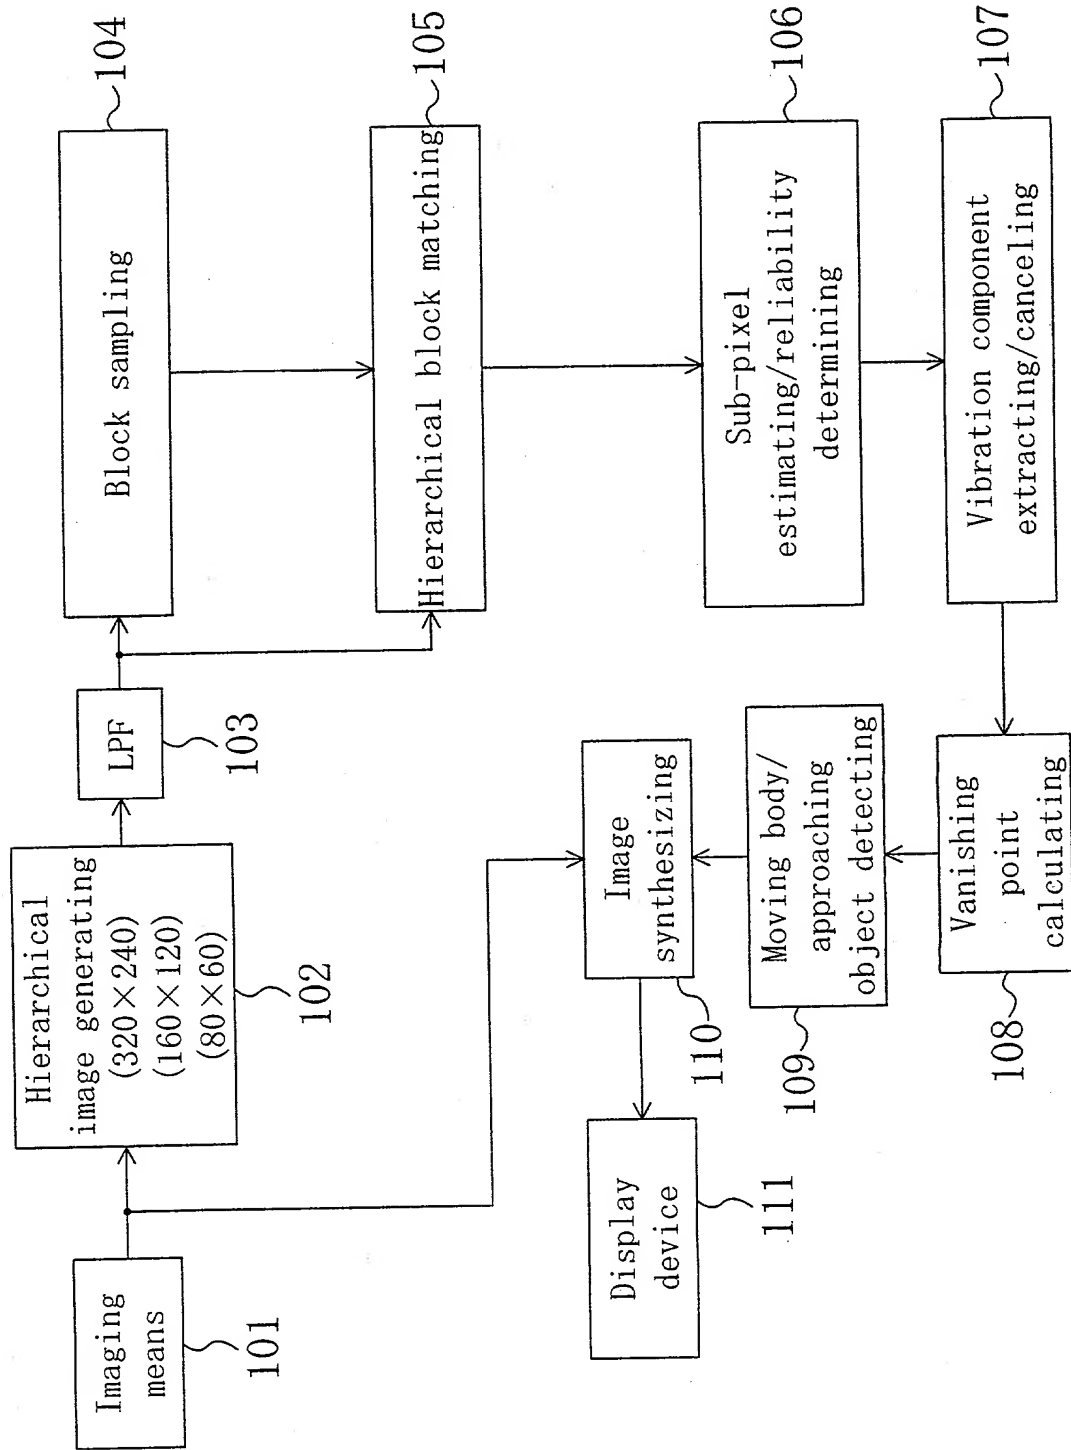 Imaging
means
101
Hierarchical
image generating
(320×240)
(160×120)
(80×60)
102
LPF
103
Block sampling
104
Hierarchical block matching
105
Sub-pixel
estimating/reliability
determining
106
Vibration component
extracting/canceling
107
Vanishing
point
calculating
108
Moving body/
approaching
object detecting
109
Image
synthesizing
110
Display
device
111